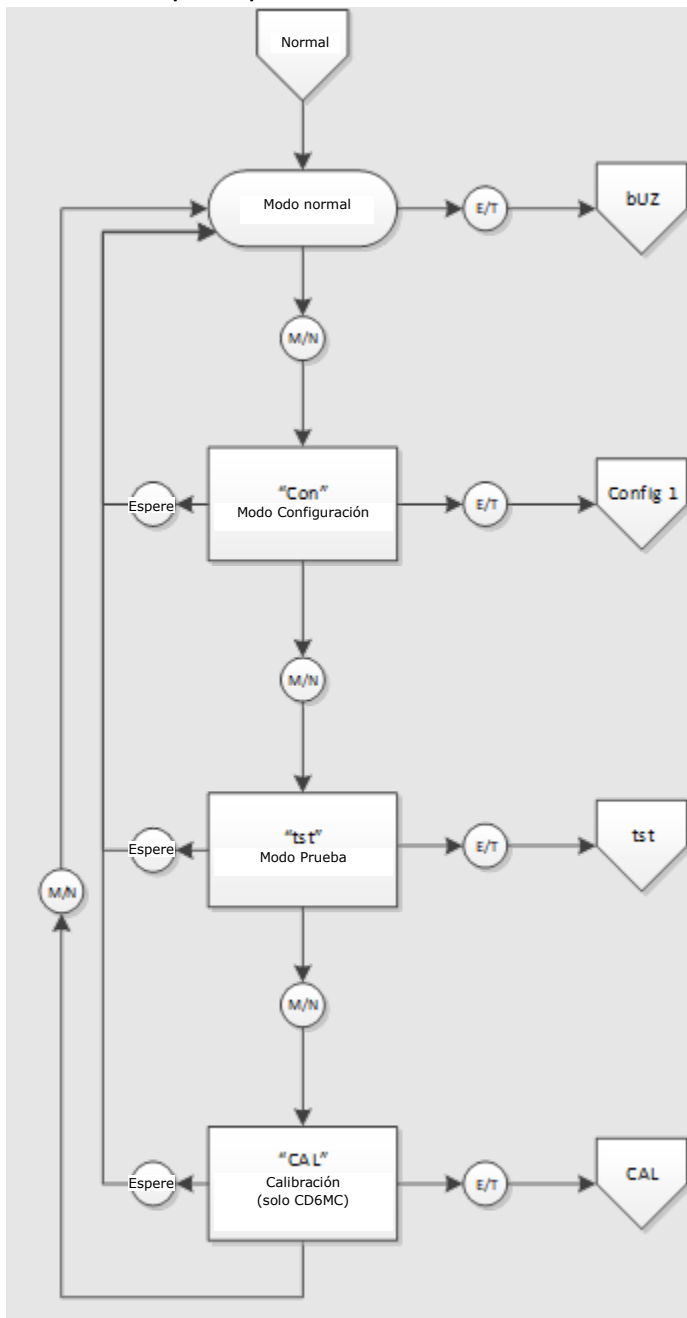 Normal
Modo normal
E/T
bUZ
M/N
"Con"
Modo Configuración
Espere
E/T
Config 1
M/N
"tst"
Modo Prueba
Espere
E/T
tst
M/N
M/N
"CAL"
Calibración
(solo CD6MC)
Espere
E/T
CAL